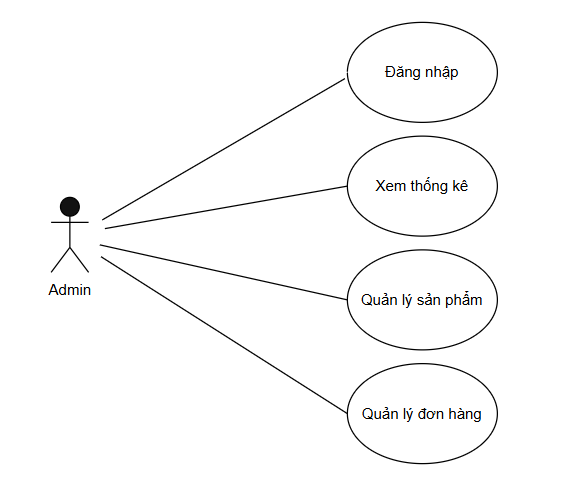 Đăng nhập
Xem thống kê
Admin
Quản lý sản phẩm
Quản lý đơn hàng